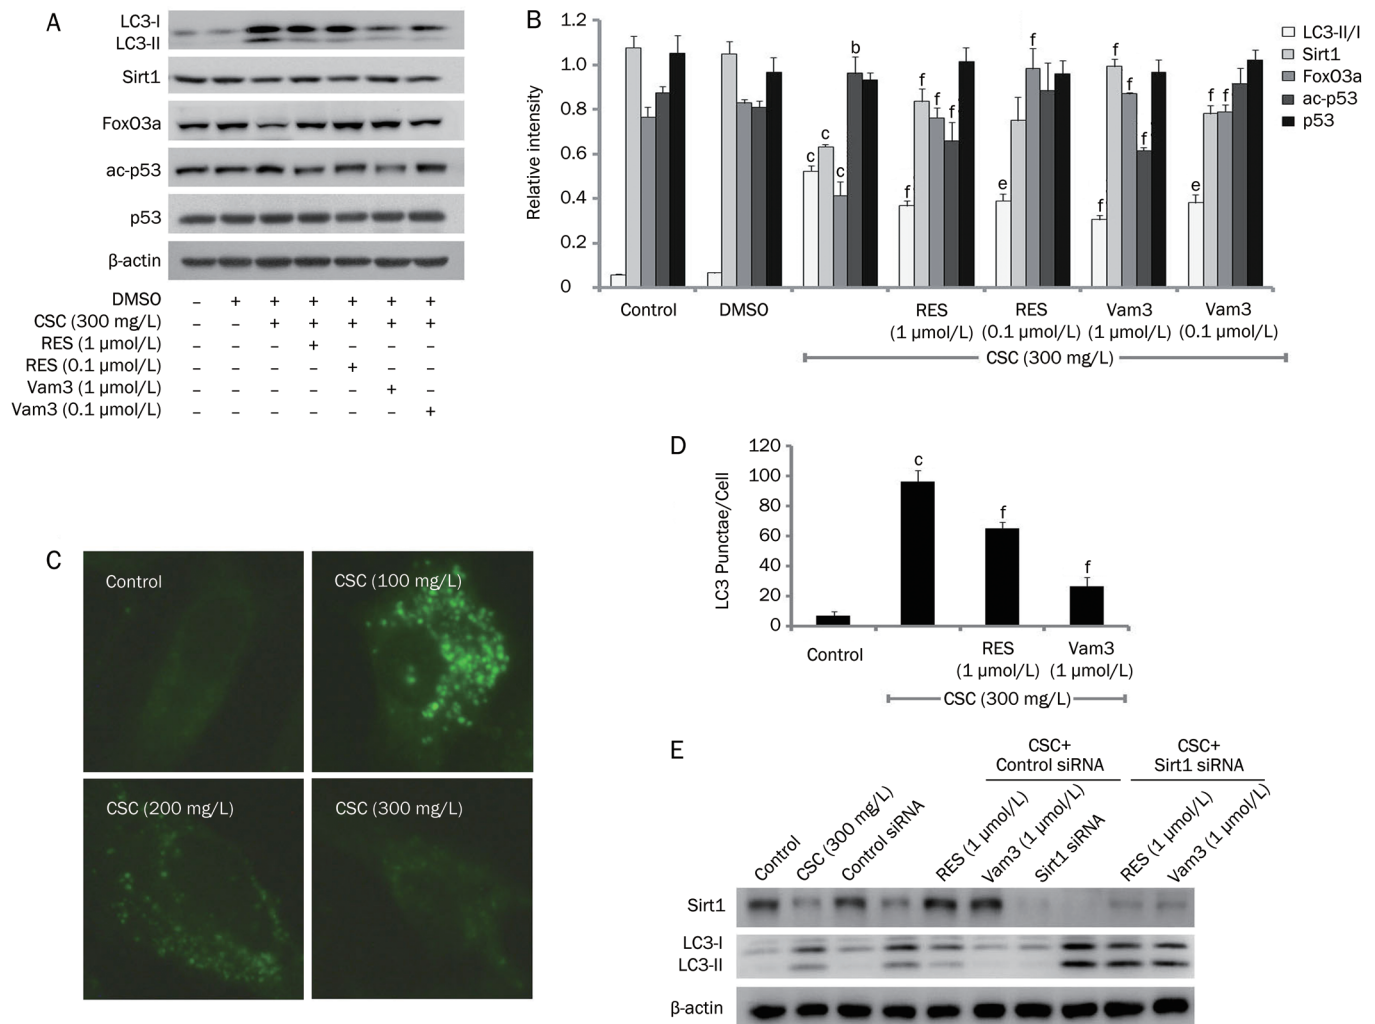 A
LC3-I
LC3-II
Sirt1
FoxO3a
ac-p53
p53
β-actin
DMSO – + + + + + +
CSC (300 mg/L) – – + + + + +
RES (1 μmol/L) – – – + – – –
RES (0.1 μmol/L) – – – – + – –
Vam3 (1 μmol/L) – – – – – + –
Vam3 (0.1 μmol/L) – – – – – – +
B
Relative intensity
1.2
1.0
0.8
0.6
0.4
0.2
0
c c c b
f f f f
e f
f f f f
e f f
LC3-II/I
Sirt1
FoxO3a
ac-p53
p53
Control DMSO RES RES Vam3 Vam3
(1 μmol/L) (0.1 μmol/L) (1 μmol/L) (0.1 μmol/L)
CSC (300 mg/L)
C
Control
CSC (100 mg/L)
CSC (200 mg/L)
CSC (300 mg/L)
D
LC3 Punctae/Cell
120
100
80
60
40
20
0
c
f
f
Control RES Vam3
(1 μmol/L) (1 μmol/L)
CSC (300 mg/L)
E
CSC+ CSC+
Control siRNA Sirt1 siRNA
Control
CSC (300 mg/L)
Control siRNA
RES (1 μmol/L)
Vam3 (1 μmol/L)
Sirt1 siRNA
RES (1 μmol/L)
Vam3 (1 μmol/L)
Sirt1
LC3-I
LC3-II
β-actin